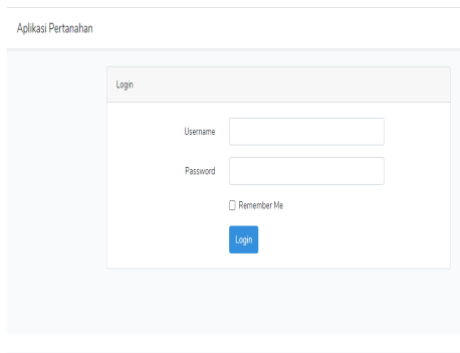 Aplikasi Pertanahan
Login
Username
Password
Remember Me
Login